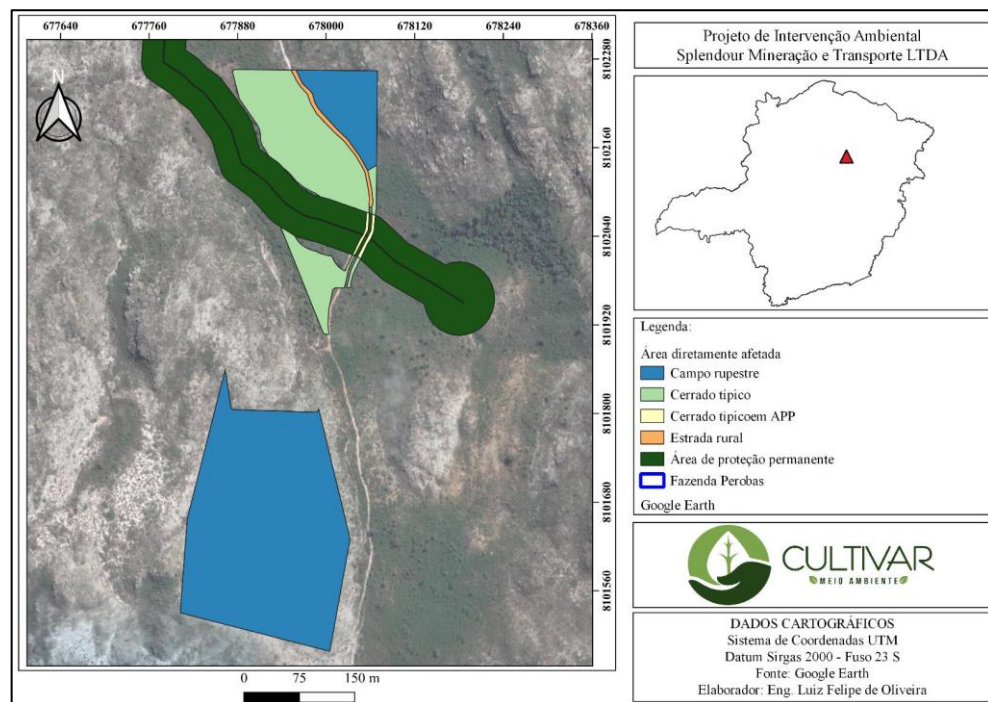 677640 677760 677880 678000 678120 678240 678360
N
8102280
8102160
8102040
8101920
8101800
8101680
8101560
0 75 150 m
Projeto de Intervenção Ambiental
Splendour Mineração e Transporte LTDA
Legenda:
Área diretamente afetada
Campo rupestre
Cerrado típico
Cerrado tipicoem APP
Estrada rural
Área de proteção permanente
Fazenda Perobas
Google Earth
CULTIVAR
MEIO AMBIENTE
DADOS CARTOGRÁFICOS
Sistema de Coordenadas UTM
Datum Sirgas 2000 - Fuso 23 S
Fonte: Google Earth
Elaborador: Eng. Luiz Felipe de Oliveira